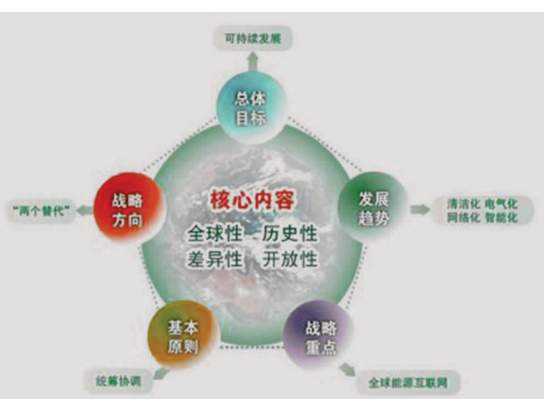 可持续发展
总体
目标
战略
方向
“两个替代”
核心内容
全球性 历史性
差异性 开放性
发展
趋势
清洁化 电气化
网络化 智能化
基本
原则
统筹协调
战略
重点
全球能源互联网